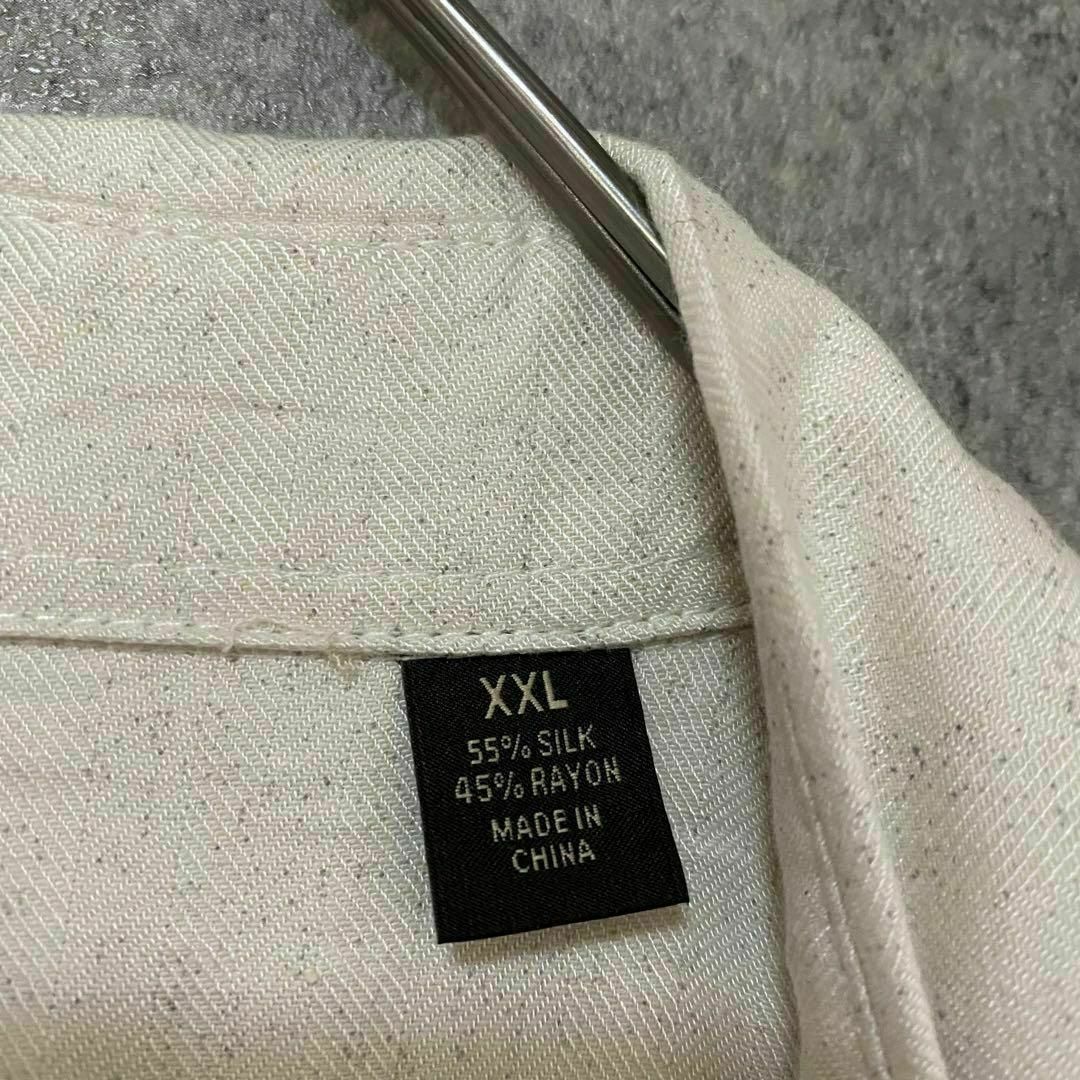 XXL
55% SILK
45% RAYON
MADE IN
CHINA